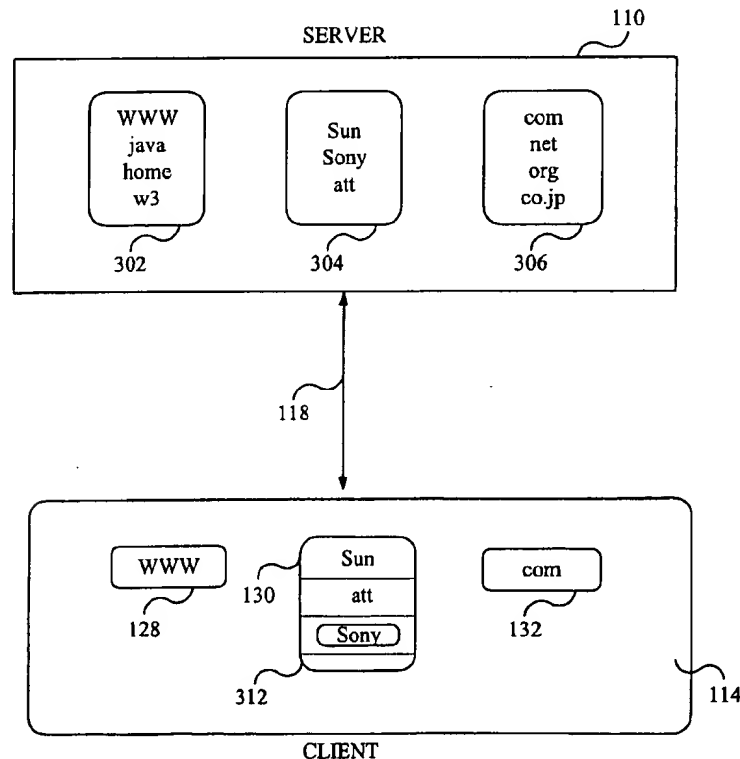 SERVER
110
WWW
java
home
w3
302
Sun
Sony
att
304
com
net
org
co.jp
306
118
WWW
128
130
Sun
att
Sony
312
com
132
114
CLIENT